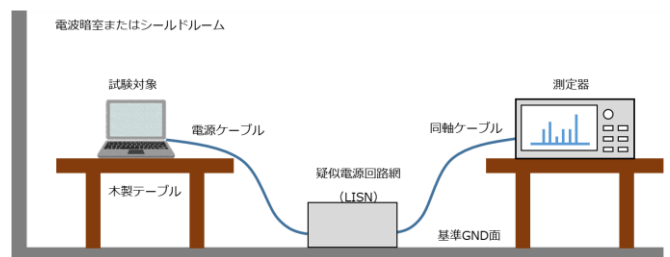 電波暗室またはシールドルーム
試験対象
測定器
電源ケーブル
同軸ケーブル
疑似電源回路網
（LISN）
木製テーブル
基準GND面